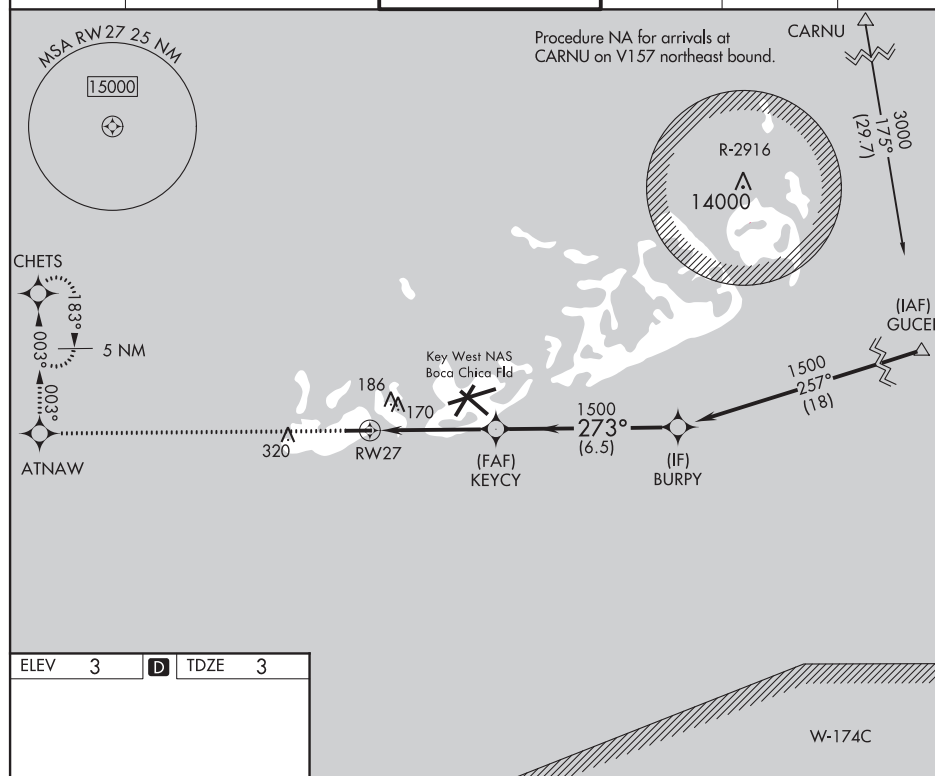 MSA RW27 25 NM
15000
Procedure NA for arrivals at
CARNU on V157 northeast bound.
CARNU
3000
175°
(29.7)
R-2916
14000
CHETS
183°
003°
5 NM
003°
ATNAW
(IAF)
GUCEL
1500
257°
(18)
Key West NAS
Boca Chica Fld
186
170
320
RW27
1500
273°
(6.5)
(FAF)
KEYCY
(IF)
BURPY
ELEV 3 D TDZE 3
W-174C